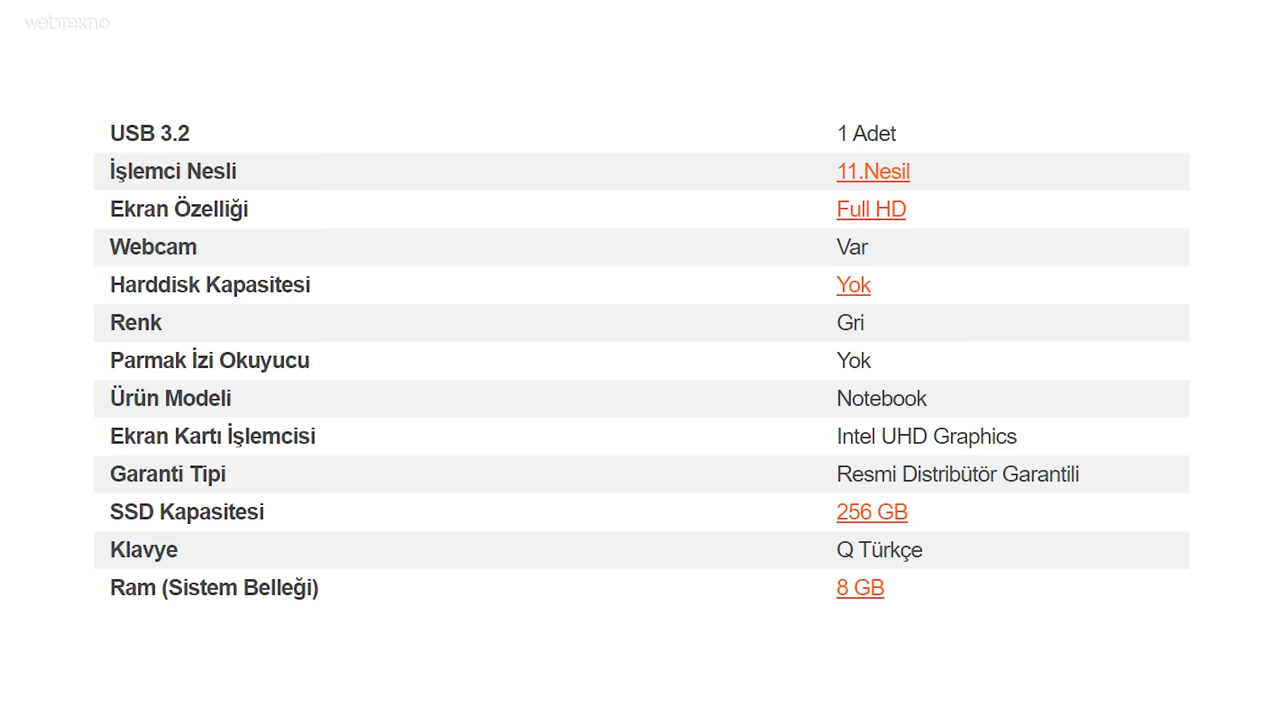 webtekno
USB 3.2 1 Adet
İşlemci Nesli 11.Nesil
Ekran Özelliği Full HD
Webcam Var
Harddisk Kapasitesi Yok
Renk Gri
Parmak İzi Okuyucu Yok
Ürün Modeli Notebook
Ekran Kartı İşlemcisi Intel UHD Graphics
Garanti Tipi Resmi Distribütör Garantili
SSD Kapasitesi 256 GB
Klavye Q Türkçe
Ram (Sistem Belleği) 8 GB